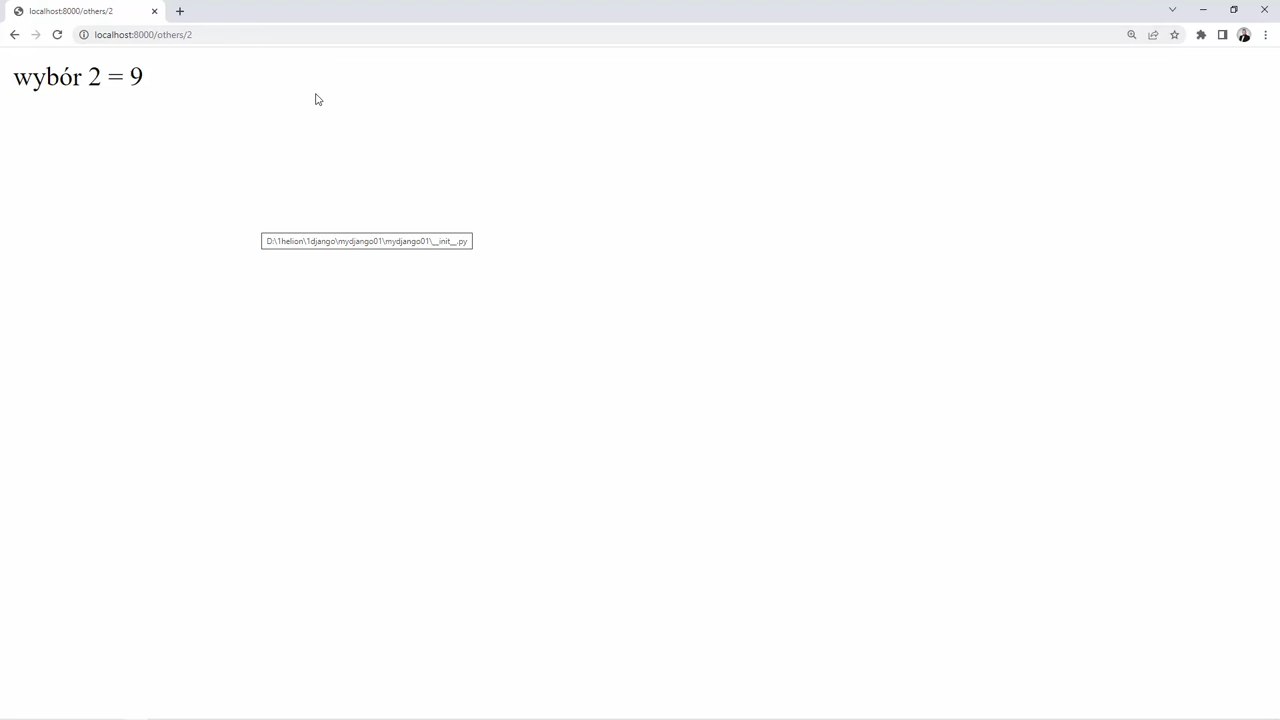 localhost:8000/others/2
localhost:8000/others/2
wybór 2 = 9
D:\1helion\1django\mydjango01\mydjango01\__init__.py